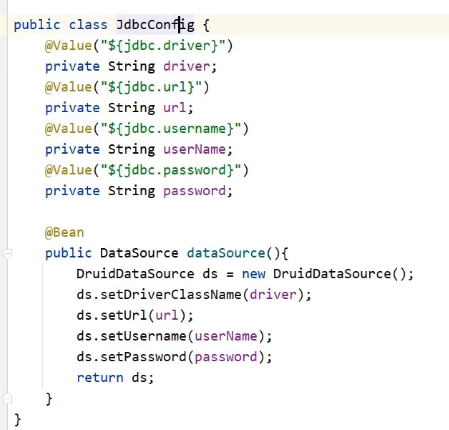 public class JdbcConfig {
@Value("${jdbc.driver}")
private String driver;
@Value("${jdbc.url}")
private String url;
@Value("${jdbc.username}")
private String userName;
@Value("${jdbc.password}")
private String password;
@Bean
public DataSource dataSource(){
DruidDataSource ds = new DruidDataSource();
ds.setDriverClassName(driver);
ds.setUrl(url);
ds.setUsername(userName);
ds.setPassword(password);
return ds;
}
}